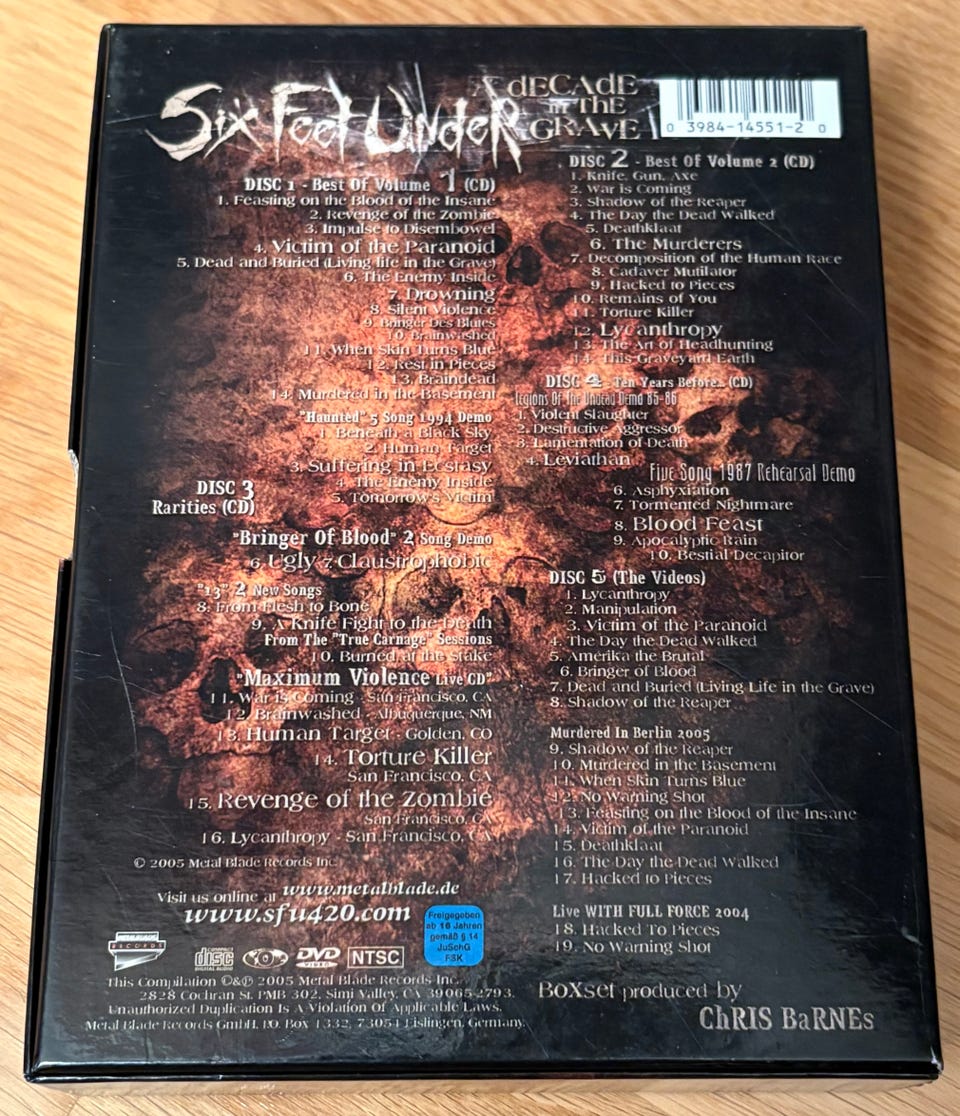 Six Feet Under
A deCAdE
in tHE
GRAvE
0 3984-14551-2 0
DISC 1 - Best Of Volume 1 (CD)
1. Feasting on the Blood of the Insane
2. Revenge of the Zombie
3. Impulse to Disembowel
4. Victim of the Paranoid
5. Dead and Buried (Living life in the Grave)
6. The Enemy Inside
7. Drowning
8. Silent Violence
9. Bringer Des Blutes
10. Brainwashed
11. When Skin Turns Blue
12. Rest in Pieces
13. Braindead
14. Murdered in the Basement
DISC 3
Rarities (CD)
"Haunted" 5 Song 1994 Demo
1. Beneath a Black Sky
2. Human Target
3. Suffering in Ecstasy
4. The Enemy Inside
5. Tomorrow's Victim
"Bringer Of Blood" 2 Song Demo
6. Ugly 7. Claustrophobic
"13" 2 New Songs
8. From Flesh to Bone
9. A Knife Fight to the Death
From The "True Carnage" Sessions
10. Burned at the Stake
"Maximum Violence Live CD"
11. War is Coming - San Francisco, CA
12. Brainwashed - Albuquerque, NM
13. Human Target - Golden, CO
14. Torture Killer
San Francisco, CA
15. Revenge of the Zombie
San Francisco, CA
16. Lycanthropy - San Francisco, CA
DISC 2 - Best Of Volume 2 (CD)
1. Knife, Gun, Axe
2. War is Coming
3. Shadow of the Reaper
4. The Day the Dead Walked
5. Deathklaat
6. The Murderers
7. Decomposition of the Human Race
8. Cadaver Mutilator
9. Hacked to Pieces
10. Remains of You
11. Torture Killer
12. Lycanthropy
13. The Art of Headhunting
14. This Graveyard Earth
DISC 4 - Ten Years Before.. (CD)
Legions Of The Undead Demo 85-86
1. Violent Slaughter
2. Destructive Aggressor
3. Lamentation of Death
4. Leviathan
Five Song 1987 Rehearsal Demo
6. Asphyxiation
7. Tormented Nightmare
8. Blood Feast
9. Apocalyptic Rain
10. Bestial Decapitor
DISC 5 (The Videos)
1. Lycanthropy
2. Manipulation
3. Victim of the Paranoid
4. The Day the Dead Walked
5. Amerika the Brutal
6. Bringer of Blood
7. Dead and Buried (Living Life in the Grave)
8. Shadow of the Reaper
Murdered In Berlin 2005
9. Shadow of the Reaper
10. Murdered in the Basement
11. When Skin Turns Blue
12. No Warning Shot
13. Feasting on the Blood of the Insane
14. Victim of the Paranoid
15. Deathklaat
16. The Day the Dead Walked
17. Hacked to Pieces
Live WITH FULL FORCE 2004
18. Hacked To Pieces
19. No Warning Shot
© 2005 Metal Blade Records Inc.
Visit us online at www.metalblade.de
www.sfu420.com
METALBLADE
RECORDS
COMPACT
disc
DIGITAL AUDIO
DVD
VIDEO
NTSC
Freigegeben
ab 16 Jahren
gemäß § 14
JuSchG
FSK
This Compilation ©&℗ 2005 Metal Blade Records Inc.
2828 Cochran St. PMB 302, Simi Valley, CA 39065-2793.
Unauthorized Duplication Is A Violation of Applicable Laws.
Metal Blade Records GmbH, P.O. Box 1332, 73054 Eislingen, Germany.
BoXset produced by
ChRIS BaRNEs